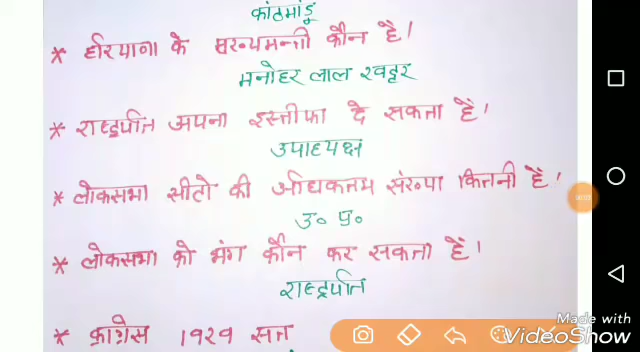 काठमांडू
* हरियाणा के मुख्यमन्त्री कौन है।
मनोहर लाल खट्टर
* राष्ट्रपति अपना इस्तीफा दे सकता है।
उपाध्यक्ष
* लोकसभा सीतो की अधिकतम संख्या कितनी है।
उ० प्र०
* लोकसभा को भंग कौन कर सकता है।
राष्ट्रपति
* कांग्रेस 1929 सन
Made with
VideoShow